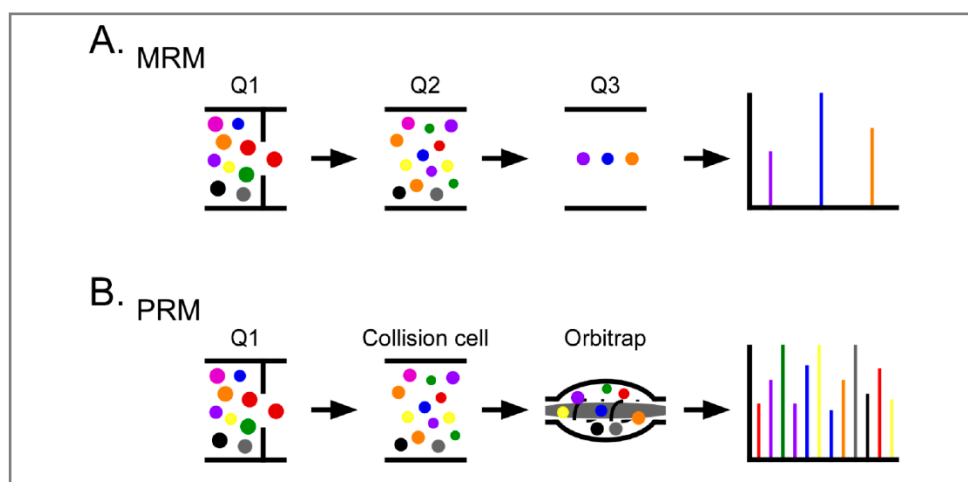 A. MRM
Q1 Q2 Q3
B. PRM
Q1 Collision cell Orbitrap